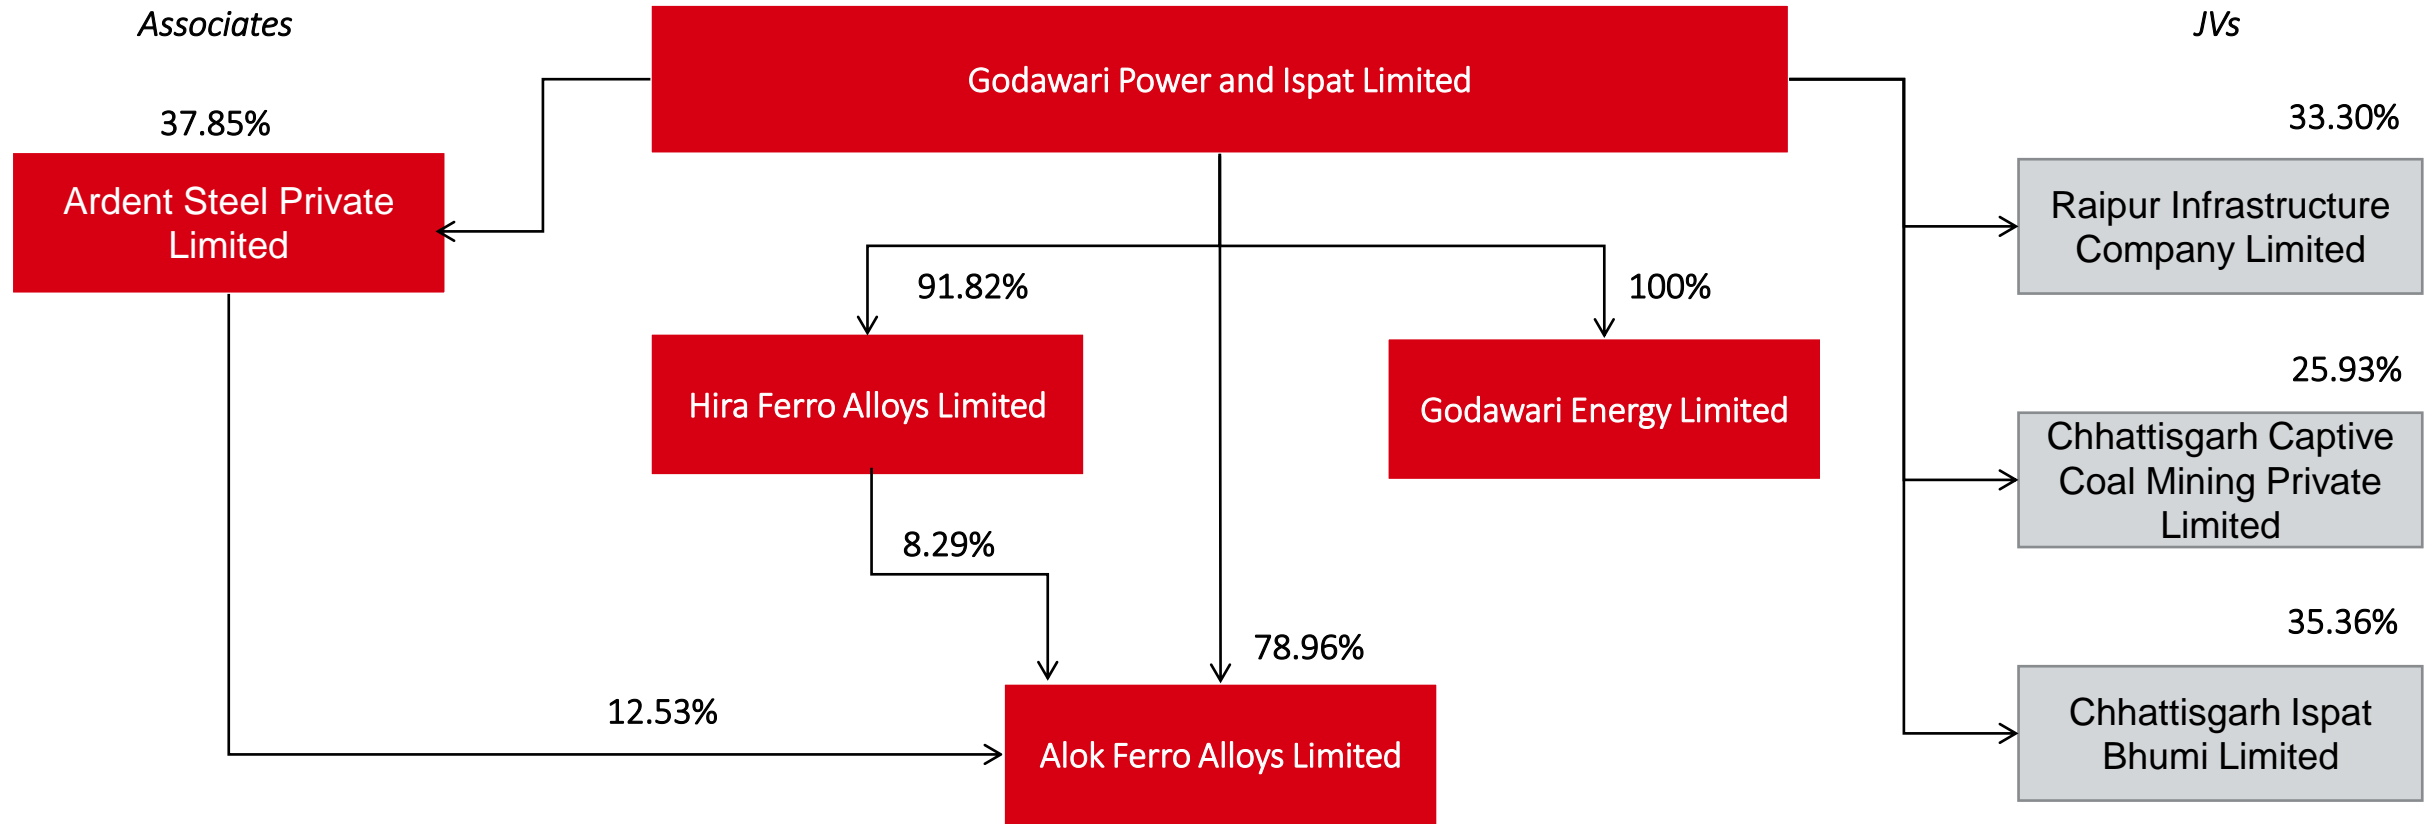 Associates
Godawari Power and Ispat Limited
JVs
37.85%
Ardent Steel Private
Limited
33.30%
Raipur Infrastructure
Company Limited
91.82%
100%
Hira Ferro Alloys Limited
Godawari Energy Limited
25.93%
Chhattisgarh Captive
Coal Mining Private
Limited
8.29%
78.96%
12.53%
Alok Ferro Alloys Limited
35.36%
Chhattisgarh Ispat
Bhumi Limited